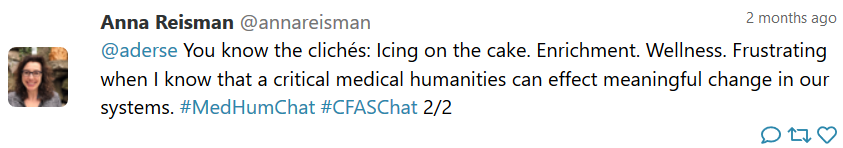 Anna Reisman @annareisman 2 months ago
@aderse You know the clichés: Icing on the cake. Enrichment. Wellness. Frustrating
when I know that a critical medical humanities can effect meaningful change in our
systems. #MedHumChat #CFASChat 2/2